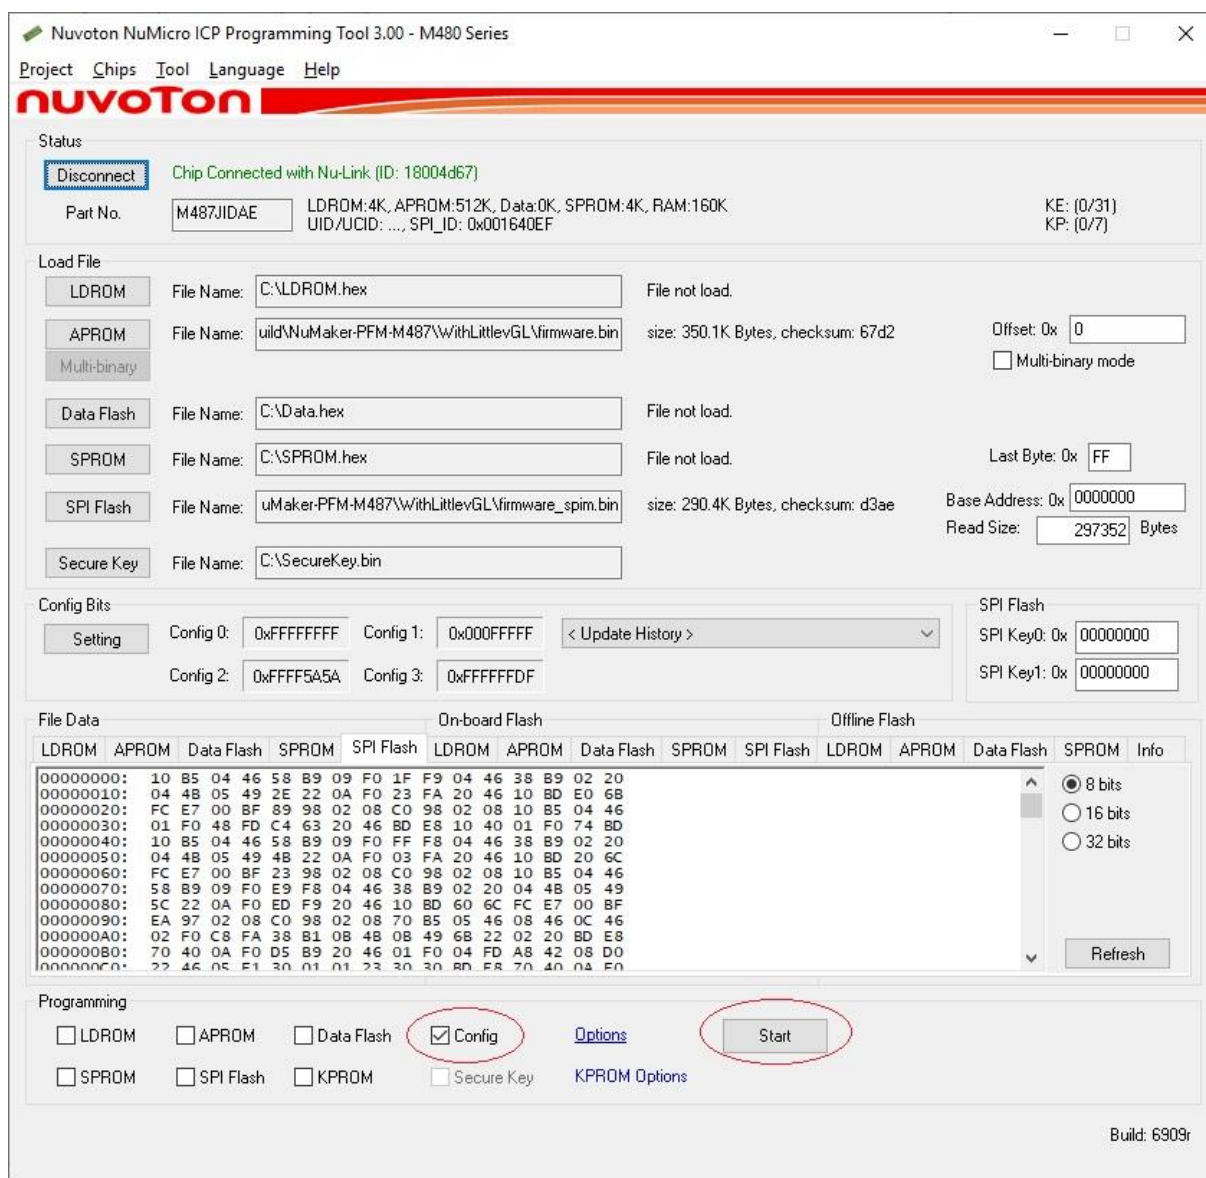 Nuvoton NuMicro ICP Programming Tool 3.00 - M480 Series
Project Chips Tool Language Help
nuvoTon
Status
Disconnect Chip Connected with Nu-Link (ID: 18004d67)
Part No. M487JIDAE LDROM:4K, APROM:512K, Data:0K, SPROM:4K, RAM:160K KE: (0/31)
UID/UCID: ..., SPI_ID: 0x001640EF KP: (0/7)
Load File
LDROM File Name: C:\LDROM.hex File not load.
APROM File Name: uild\NuMaker-PFM-M487\WithLittlevGL\firmware.bin size: 350.1K Bytes, checksum: 67d2 Offset: 0x 0
Multi-binary Multi-binary mode
Data Flash File Name: C:\Data.hex File not load.
SPROM File Name: C:\SPROM.hex File not load. Last Byte: 0x FF
SPI Flash File Name: uMaker-PFM-M487\WithLittlevGL\firmware_spim.bin size: 290.4K Bytes, checksum: d3ae Base Address: 0x 0000000
Read Size: 297352 Bytes
Secure Key File Name: C:\SecureKey.bin
Config Bits SPI Flash
Setting Config 0: 0xFFFFFFFF Config 1: 0x000FFFFF < Update History > SPI Key0: 0x 00000000
Config 2: 0xFFFF5A5A Config 3: 0xFFFFFFDF SPI Key1: 0x 00000000
File Data On-board Flash Offline Flash
LDROM APROM Data Flash SPROM SPI Flash LDROM APROM Data Flash SPROM SPI Flash LDROM APROM Data Flash SPROM Info
00000000: 10 B5 04 46 58 B9 09 F0 1F F9 04 46 38 B9 02 20 8 bits
00000010: 04 4B 05 49 2E 22 0A F0 23 FA 20 46 10 BD E0 6B
00000020: FC E7 00 BF 89 98 02 08 C0 98 02 08 10 B5 04 46 16 bits
00000030: 01 F0 48 FD C4 63 20 46 BD E8 10 40 01 F0 74 BD
00000040: 10 B5 04 46 58 B9 09 F0 FF F8 04 46 38 B9 02 20 32 bits
00000050: 04 4B 05 49 4B 22 0A F0 03 FA 20 46 10 BD 20 6C
00000060: FC E7 00 BF 23 98 02 08 C0 98 02 08 10 B5 04 46
00000070: 58 B9 09 F0 E9 F8 04 46 38 B9 02 20 04 4B 05 49
00000080: 5C 22 0A F0 ED F9 20 46 10 BD 60 6C FC E7 00 BF
00000090: EA 97 02 08 C0 98 02 08 70 B5 05 46 08 46 0C 46
000000A0: 02 F0 C8 FA 38 B1 0B 4B 0B 49 6B 22 02 20 BD E8
000000B0: 70 40 0A F0 D5 B9 20 46 01 F0 04 FD A8 42 08 D0 Refresh
000000C0: 22 46 05 F1 30 01 01 23 30 30 BD E8 70 40 0A F0
Programming
LDROM APROM Data Flash Config Options Start
SPROM SPI Flash KPROM Secure Key KPROM Options
Build: 6909r